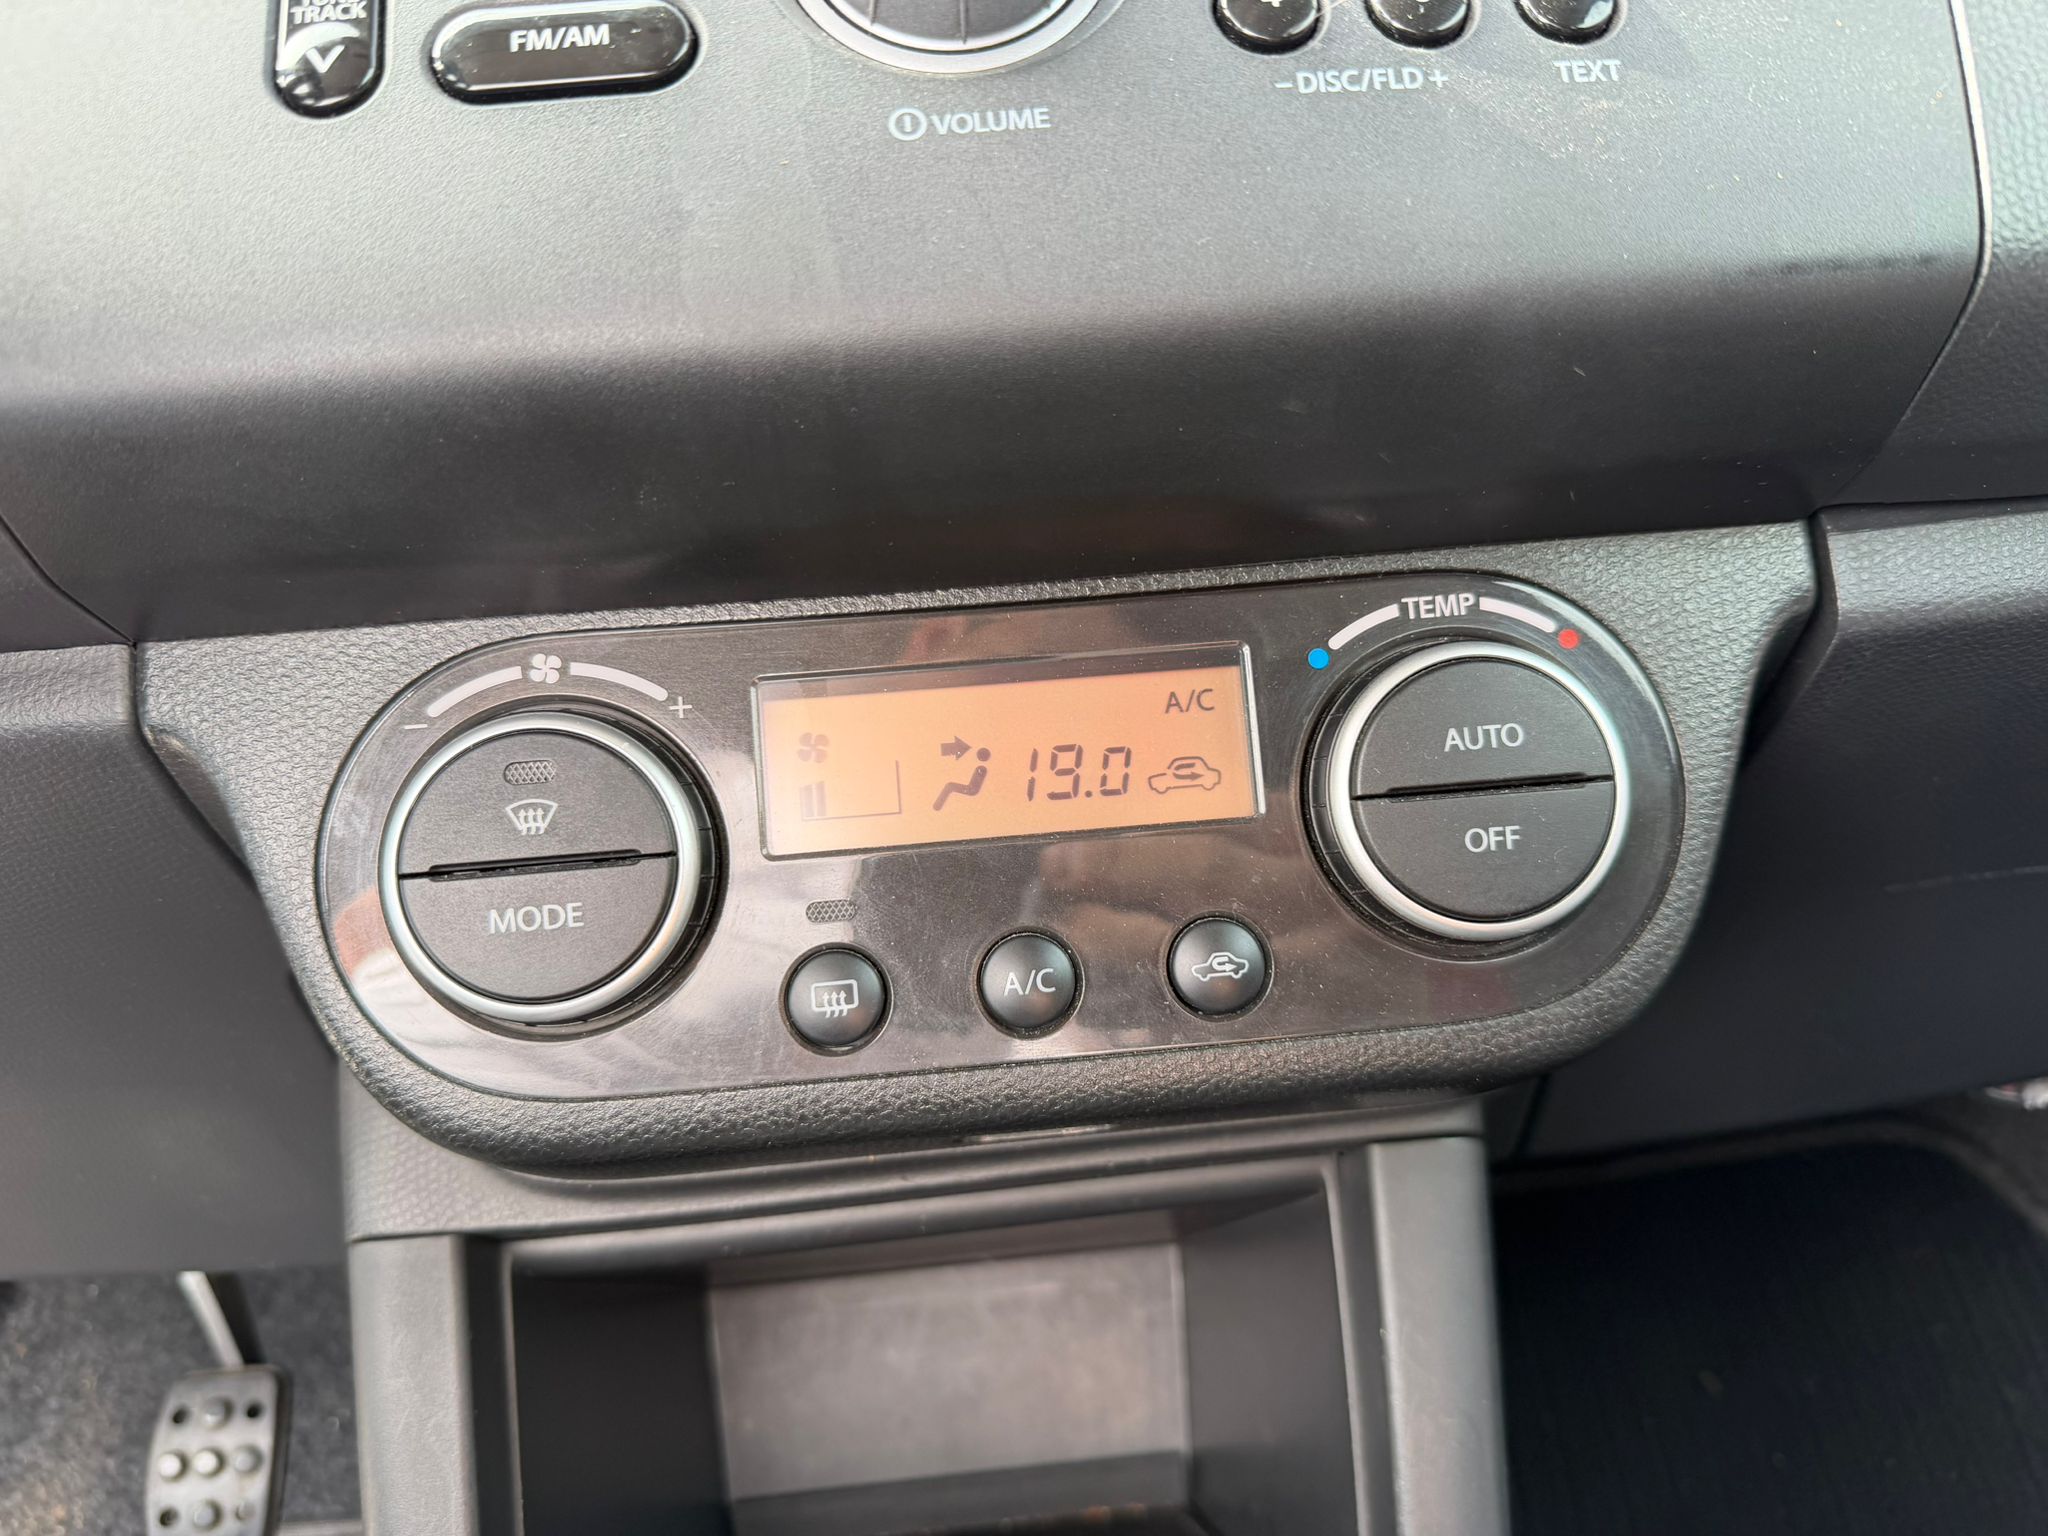 TRACK
FM/AM
VOLUME
- DISC/FLD +
TEXT
TEMP
- +
A/C
19.0
AUTO
OFF
MODE
A/C